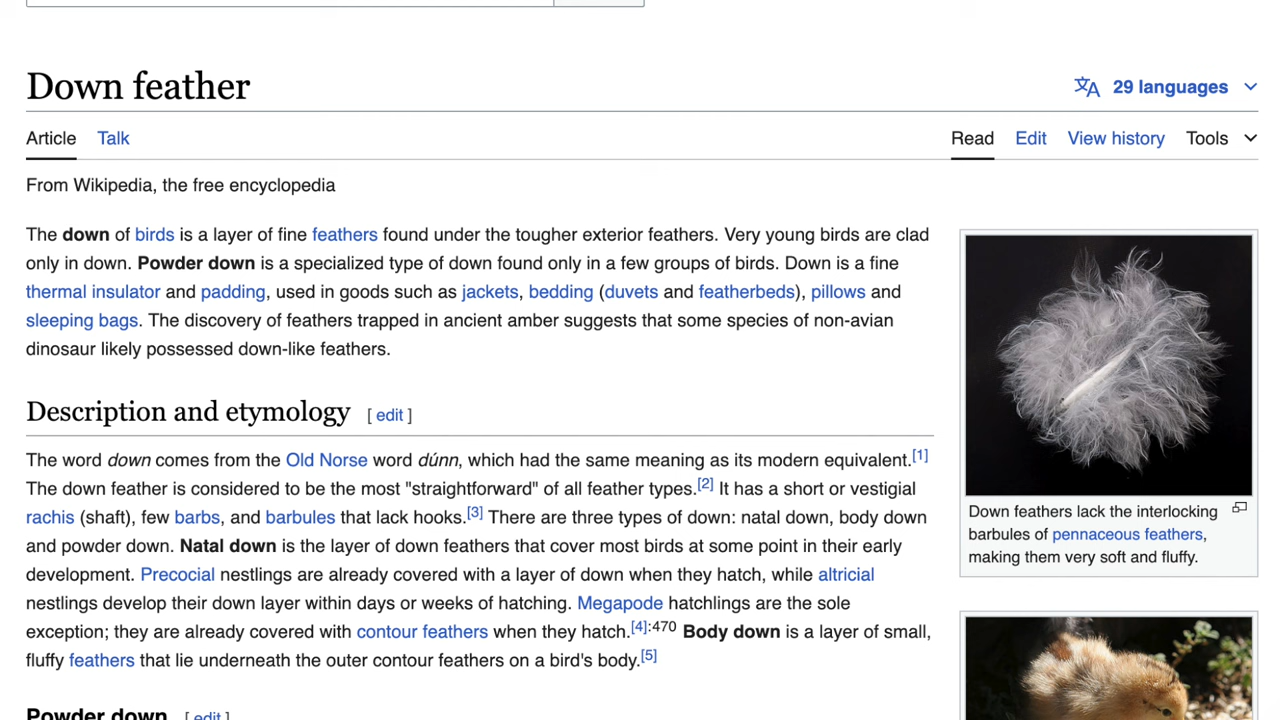 Down feather
29 languages
Article Talk
Read Edit View history Tools
From Wikipedia, the free encyclopedia
The down of birds is a layer of fine feathers found under the tougher exterior feathers. Very young birds are clad
only in down. Powder down is a specialized type of down found only in a few groups of birds. Down is a fine
thermal insulator and padding, used in goods such as jackets, bedding (duvets and featherbeds), pillows and
sleeping bags. The discovery of feathers trapped in ancient amber suggests that some species of non-avian
dinosaur likely possessed down-like feathers.
Description and etymology [ edit ]
The word down comes from the Old Norse word dúnn, which had the same meaning as its modern equivalent.[1]
The down feather is considered to be the most "straightforward" of all feather types.[2] It has a short or vestigial
rachis (shaft), few barbs, and barbules that lack hooks.[3] There are three types of down: natal down, body down
and powder down. Natal down is the layer of down feathers that cover most birds at some point in their early
development. Precocial nestlings are already covered with a layer of down when they hatch, while altricial
nestlings develop their down layer within days or weeks of hatching. Megapode hatchlings are the sole
exception; they are already covered with contour feathers when they hatch.[4]:470 Body down is a layer of small,
fluffy feathers that lie underneath the outer contour feathers on a bird's body.[5]
Powder down [ edit ]
Down feathers lack the interlocking
barbules of pennaceous feathers,
making them very soft and fluffy.